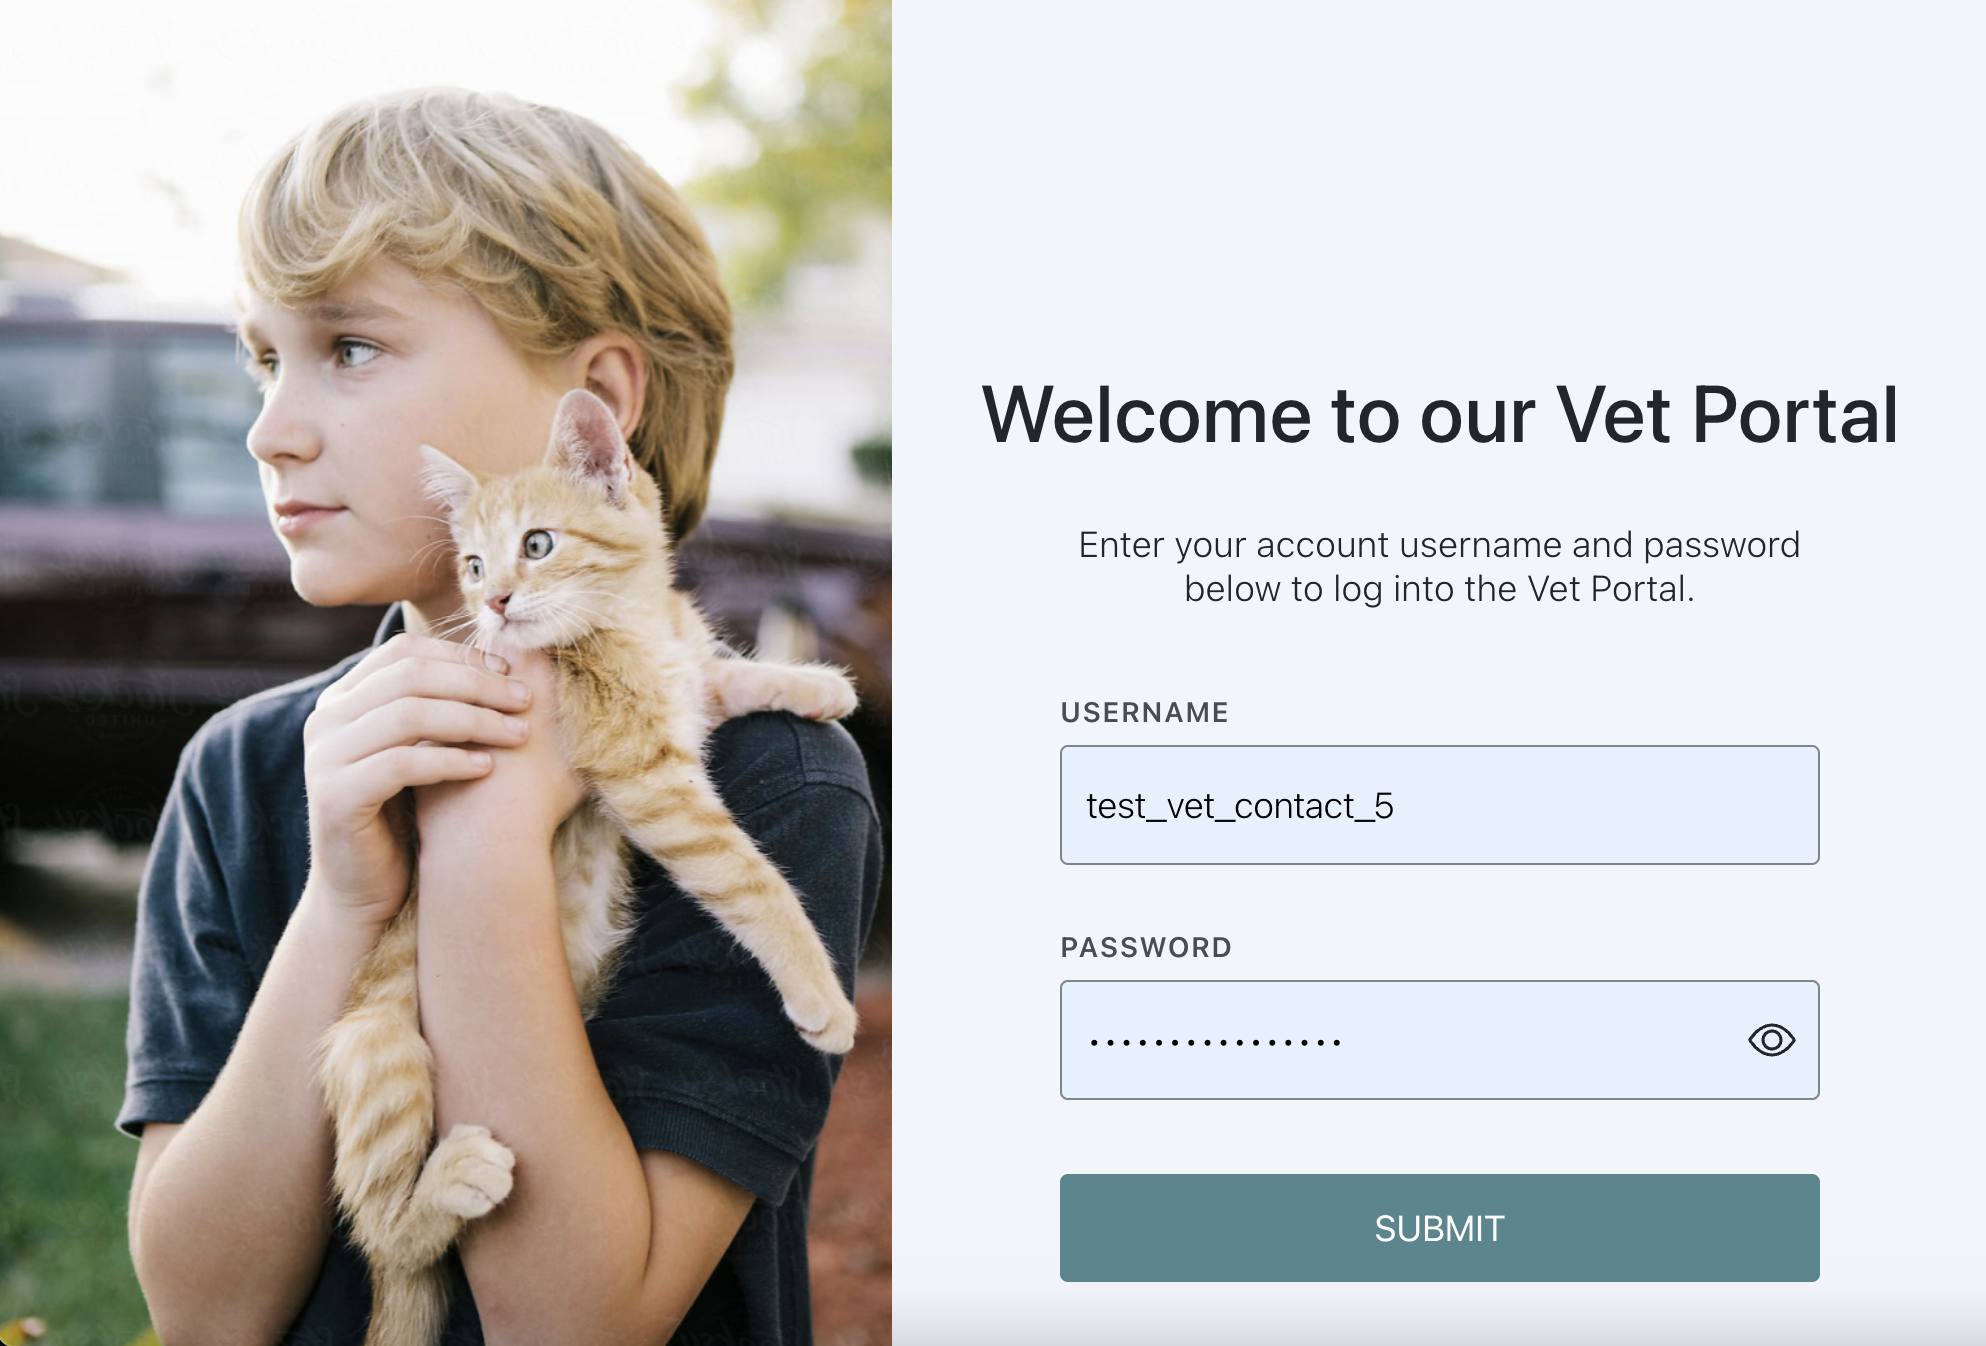 Welcome to our Vet Portal
Enter your account username and password
below to log into the Vet Portal.
USERNAME
test_vet_contact_5
PASSWORD
••••••••••••••••
SUBMIT